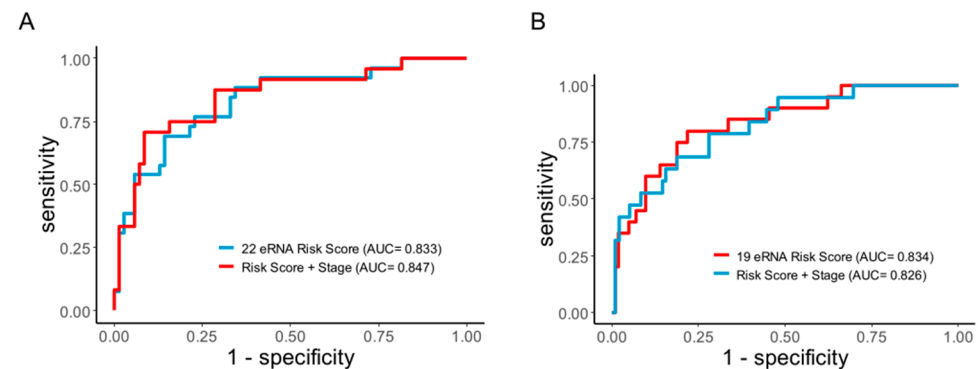 A
1.00
0.75
0.50
0.25
0.00
sensitivity
22 eRNA Risk Score (AUC= 0.833)
Risk Score + Stage (AUC= 0.847)
0.00 0.25 0.50 0.75 1.00
1 - specificity
B
1.00
0.75
0.50
0.25
0.00
sensitivity
19 eRNA Risk Score (AUC= 0.834)
Risk Score + Stage (AUC= 0.826)
0.00 0.25 0.50 0.75 1.00
1 - specificity